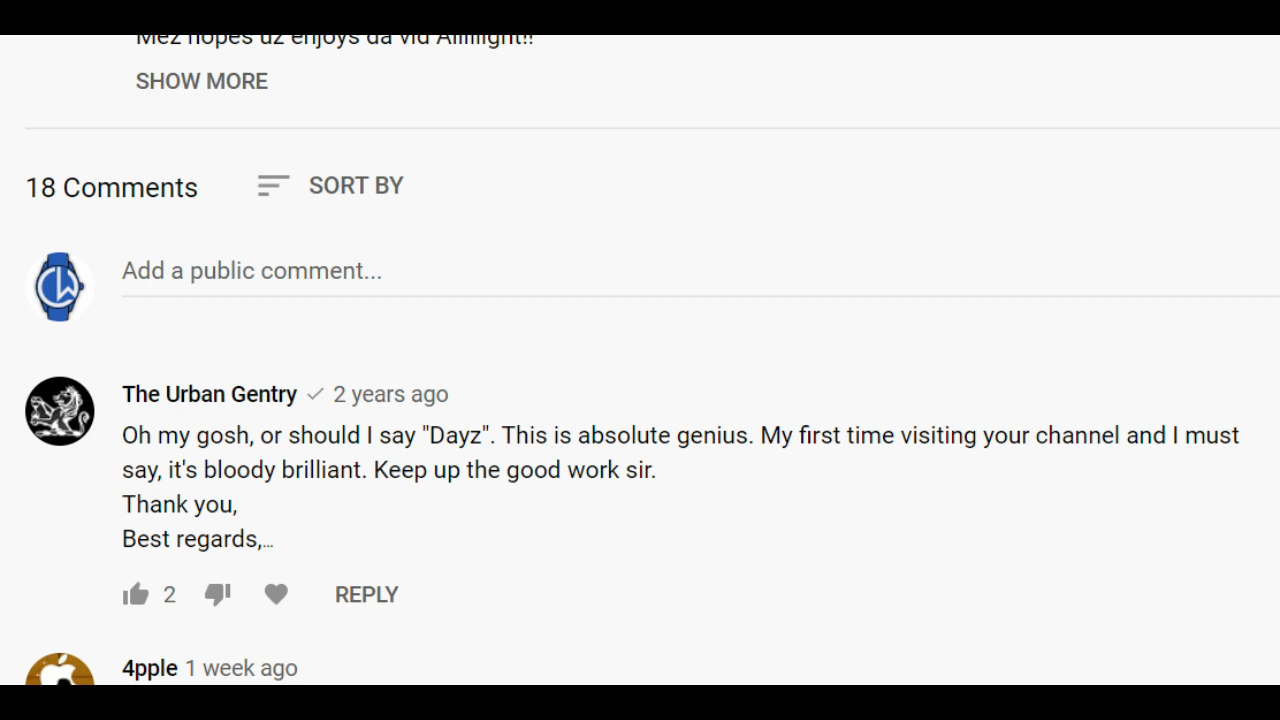 SHOW MORE
18 Comments
SORT BY
Add a public comment...
The Urban Gentry 2 years ago
Oh my gosh, or should I say "Dayz". This is absolute genius. My first time visiting your channel and I must
say, it's bloody brilliant. Keep up the good work sir.
Thank you,
Best regards,...
2
REPLY
4pple 1 week ago